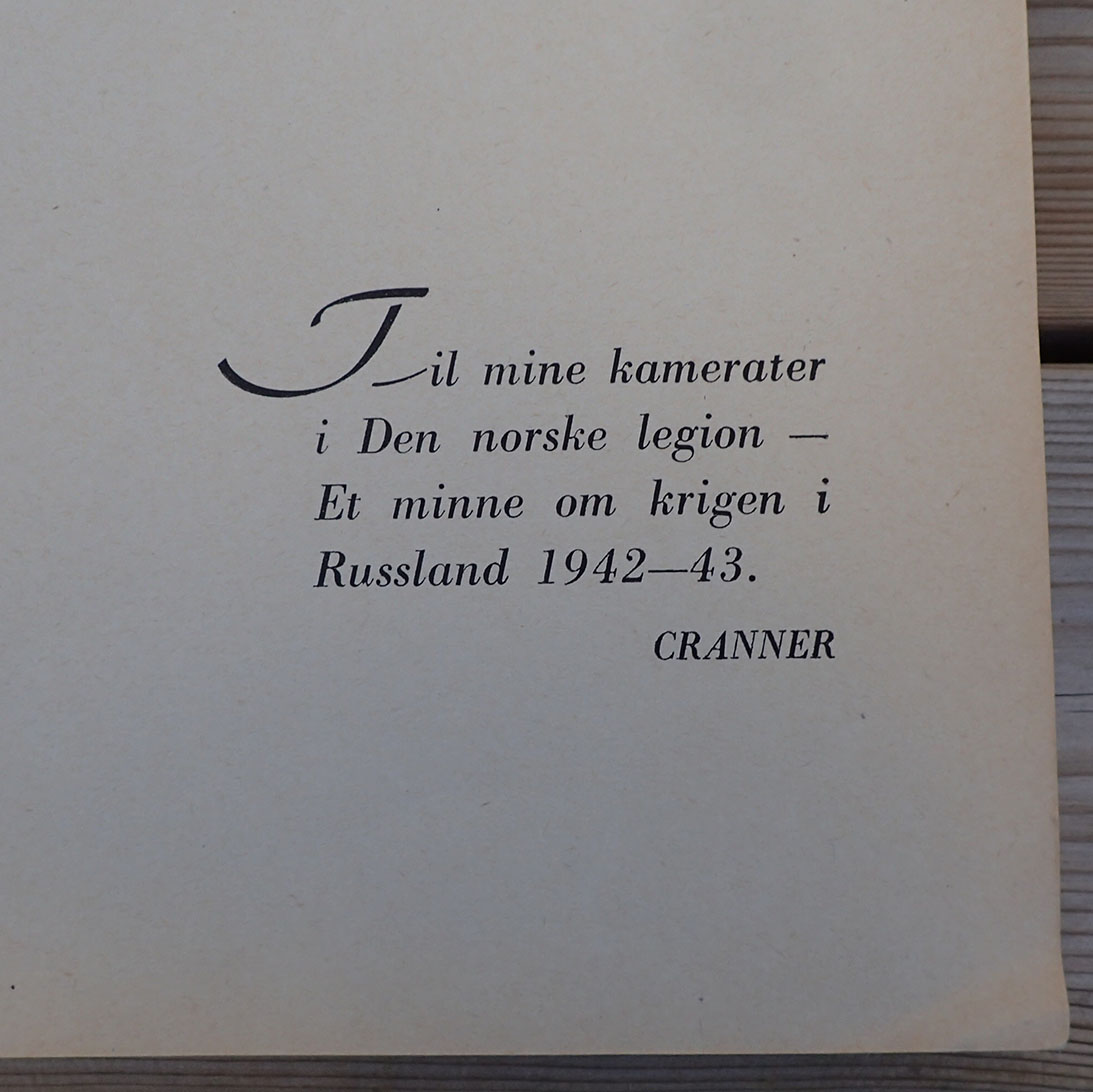 Til mine kamerater
i Den norske legion —
Et minne om krigen i
Russland 1942—43.
CRANNER